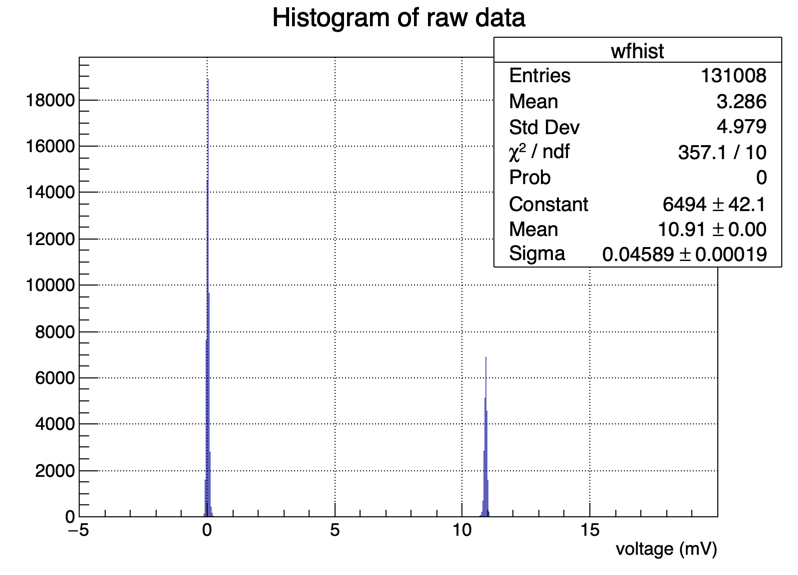 Histogram of raw data
wfhist
Entries 131008
Mean 3.286
Std Dev 4.979
χ² / ndf 357.1 / 10
Prob 0
Constant 6494 ± 42.1
Mean 10.91 ± 0.00
Sigma 0.04589 ± 0.00019
18000
16000
14000
12000
10000
8000
6000
4000
2000
0
−5 0 5 10 15
voltage (mV)